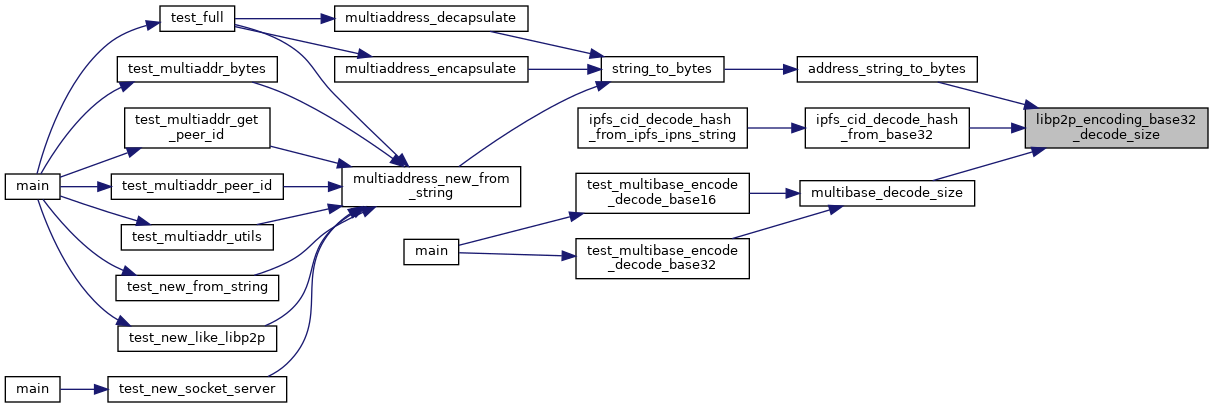 test_full
multiaddress_decapsulate
test_multiaddr_bytes
multiaddress_encapsulate
string_to_bytes
address_string_to_bytes
test_multiaddr_get
_peer_id
ipfs_cid_decode_hash
_from_ipfs_ipns_string
ipfs_cid_decode_hash
_from_base32
libp2p_encoding_base32
_decode_size
main
test_multiaddr_peer_id
multiaddress_new_from
_string
test_multibase_encode
_decode_base16
multibase_decode_size
test_multiaddr_utils
main
test_multibase_encode
_decode_base32
test_new_from_string
test_new_like_libp2p
main
test_new_socket_server